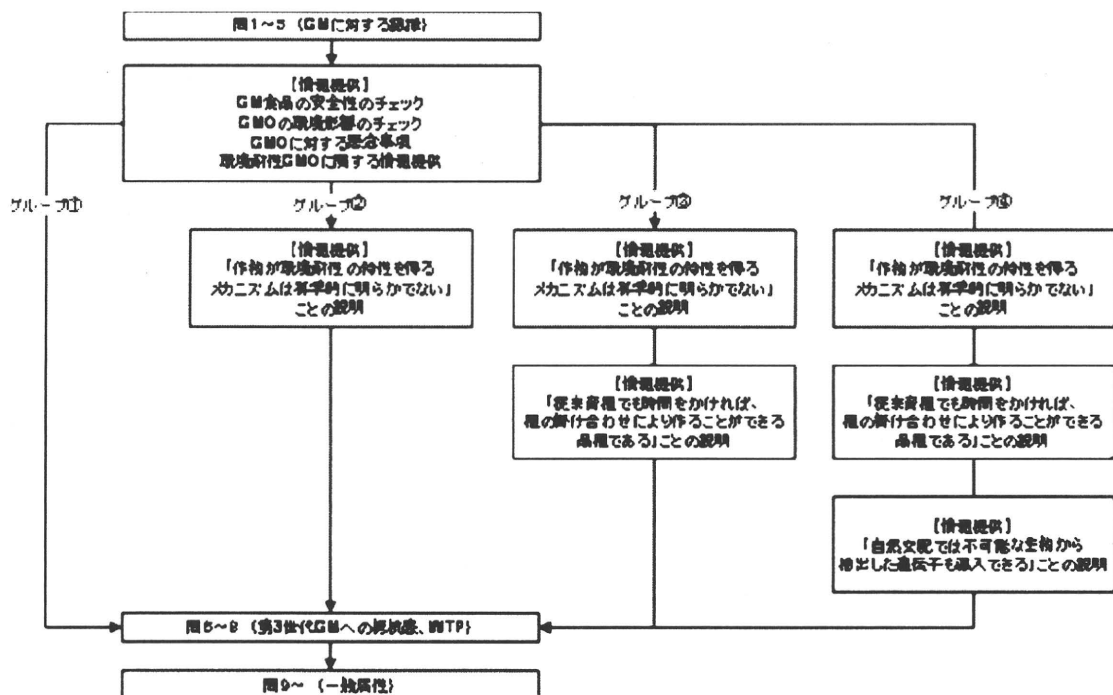 問1～5 (GMに対する認識)
【情報提供】
GM食品の安全性のチェック
GMOの環境影響のチェック
GMOに対する懸念事項
環境耐性GMOに関する情報提供
グループ①
グループ②
グループ③
グループ④
【情報提供】
「作物が環境耐性の特性を得る
メカニズムは科学的に明らかでない」
ことの説明
【情報提供】
「作物が環境耐性の特性を得る
メカニズムは科学的に明らかでない」
ことの説明
【情報提供】
「作物が環境耐性の特性を得る
メカニズムは科学的に明らかでない」
ことの説明
【情報提供】
「従来育種でも時間をかければ、
種の掛け合わせにより作ることができる
品種である」ことの説明
【情報提供】
「従来育種でも時間をかければ、
種の掛け合わせにより作ることができる
品種である」ことの説明
【情報提供】
「自然交配では不可能な生物から
抽出した遺伝子も導入できる」ことの説明
問6～8 (第3世代GMへの抵抗感、WTP)
問9～ (一般属性)